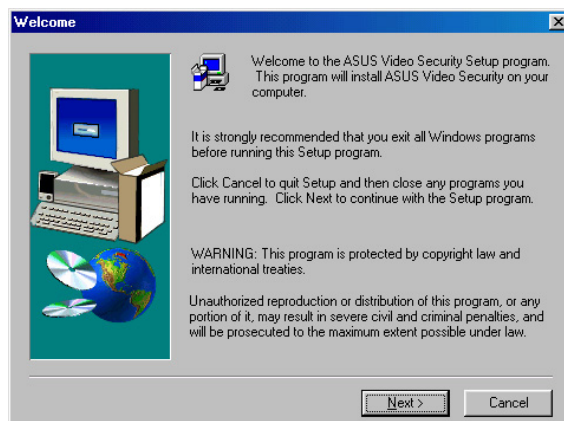 Welcome
Welcome to the ASUS Video Security Setup program.
This program will install ASUS Video Security on your
computer.
It is strongly recommended that you exit all Windows programs
before running this Setup program.
Click Cancel to quit Setup and then close any programs you
have running. Click Next to continue with the Setup program.
WARNING: This program is protected by copyright law and
international treaties.
Unauthorized reproduction or distribution of this program, or any
portion of it, may result in severe civil and criminal penalties, and
will be prosecuted to the maximum extent possible under law.
Next >
Cancel